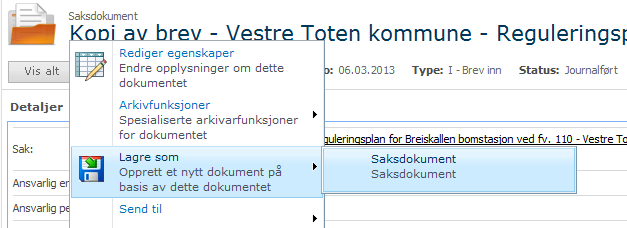 Saksdokument
Kopi av brev - Vestre Toten kommune - Reguleringsp
Vis alt
Rediger egenskaper
Endre opplysninger om dette
dokumentet
o: 06.03.2013 Type: I - Brev inn Status: Journalført
Detaljer
Arkivfunksjoner
Spesialiserte arkivarfunksjoner
for dokumentet
Sak:
guleringsplan for Breiskallen bomstasjon ved fv. 110 - Vestre To
Lagre som
Opprett et nytt dokument på
basis av dette dokumentet
Saksdokument
Saksdokument
Ansvarlig en
Ansvarlig pe
Send til